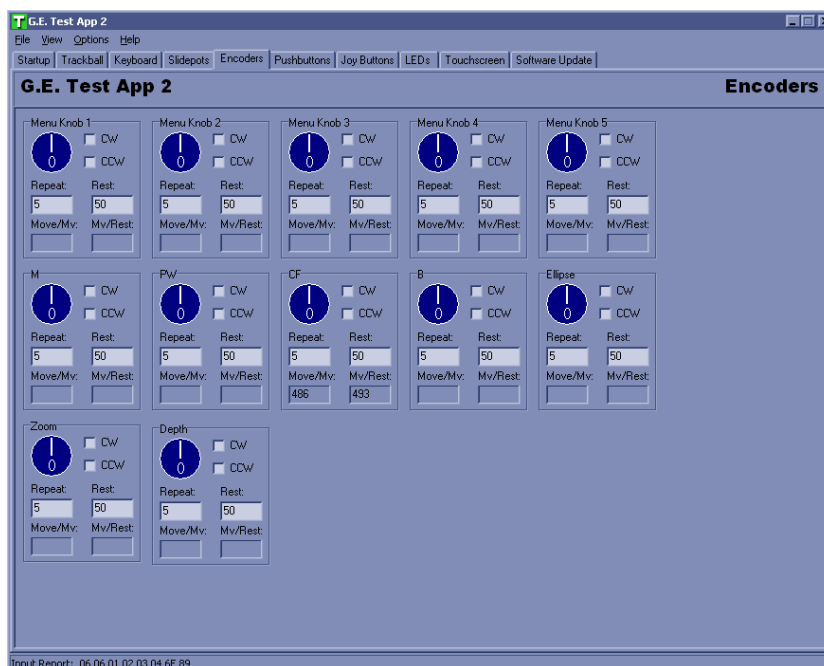 G.E. Test App 2
File View Options Help
Startup Trackball Keyboard Slidepots Encoders Pushbuttons Joy Buttons LEDs Touchscreen Software Update
G.E. Test App 2 Encoders
Menu Knob 1 Menu Knob 2 Menu Knob 3 Menu Knob 4 Menu Knob 5
CW CW CW CW CW
0 CCW 0 CCW 0 CCW 0 CCW 0 CCW
Repeat: Rest: Repeat: Rest: Repeat: Rest: Repeat: Rest: Repeat: Rest:
5 50 5 50 5 50 5 50 5 50
Move/Mv: Mv/Rest: Move/Mv: Mv/Rest: Move/Mv: Mv/Rest: Move/Mv: Mv/Rest: Move/Mv: Mv/Rest:
M PW CF B Ellipse
CW CW CW CW CW
0 CCW 0 CCW 0 CCW 0 CCW 0 CCW
Repeat: Rest: Repeat: Rest: Repeat: Rest: Repeat: Rest: Repeat: Rest:
5 50 5 50 5 50 5 50 5 50
Move/Mv: Mv/Rest: Move/Mv: Mv/Rest: Move/Mv: Mv/Rest: Move/Mv: Mv/Rest: Move/Mv: Mv/Rest:
486 493
Zoom Depth
CW CW
0 CCW 0 CCW
Repeat: Rest: Repeat: Rest:
5 50 5 50
Move/Mv: Mv/Rest: Move/Mv: Mv/Rest:
Input Report: 06 06 01 02 03 04 6F 89